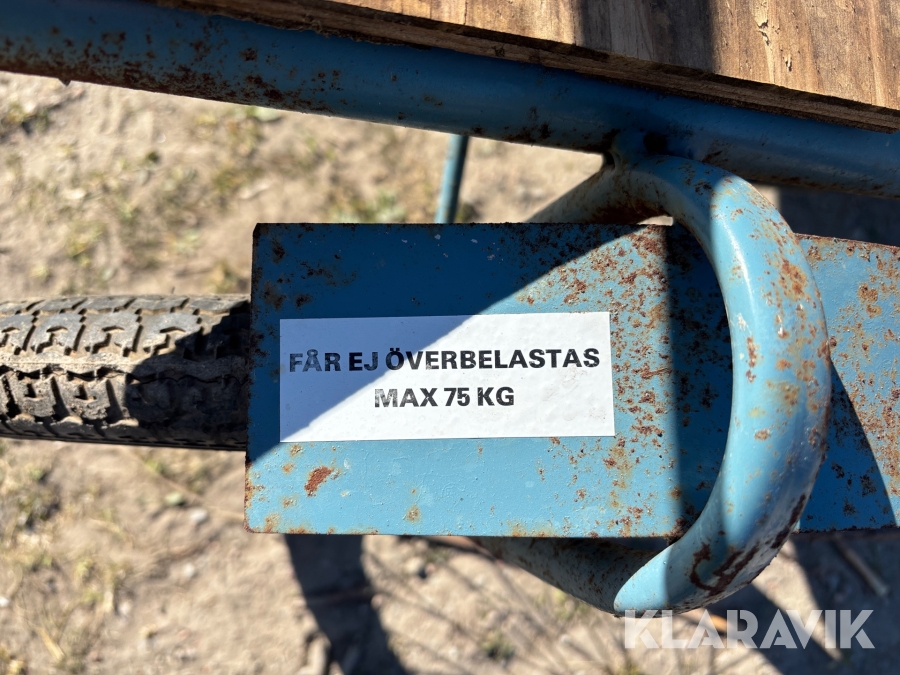 FÅR EJ ÖVERBELASTAS
MAX 75 KG
KLARAVIK